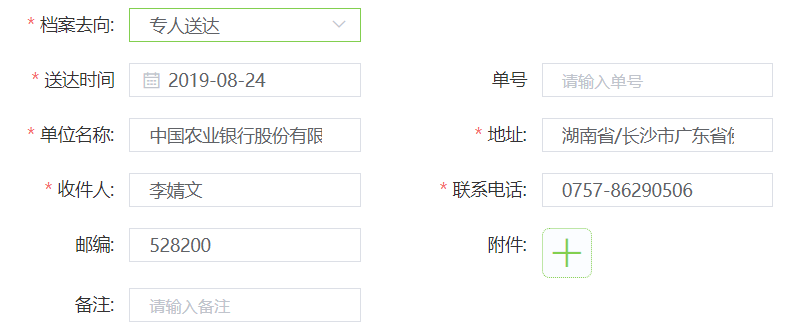 * 档案去向: 专人送达
* 送达时间 2019-08-24 单号 请输入单号
* 单位名称: 中国农业银行股份有限 * 地址: 湖南省/长沙市广东省
* 收件人: 李婧文 * 联系电话: 0757-86290506
邮编: 528200 附件:
备注: 请输入备注